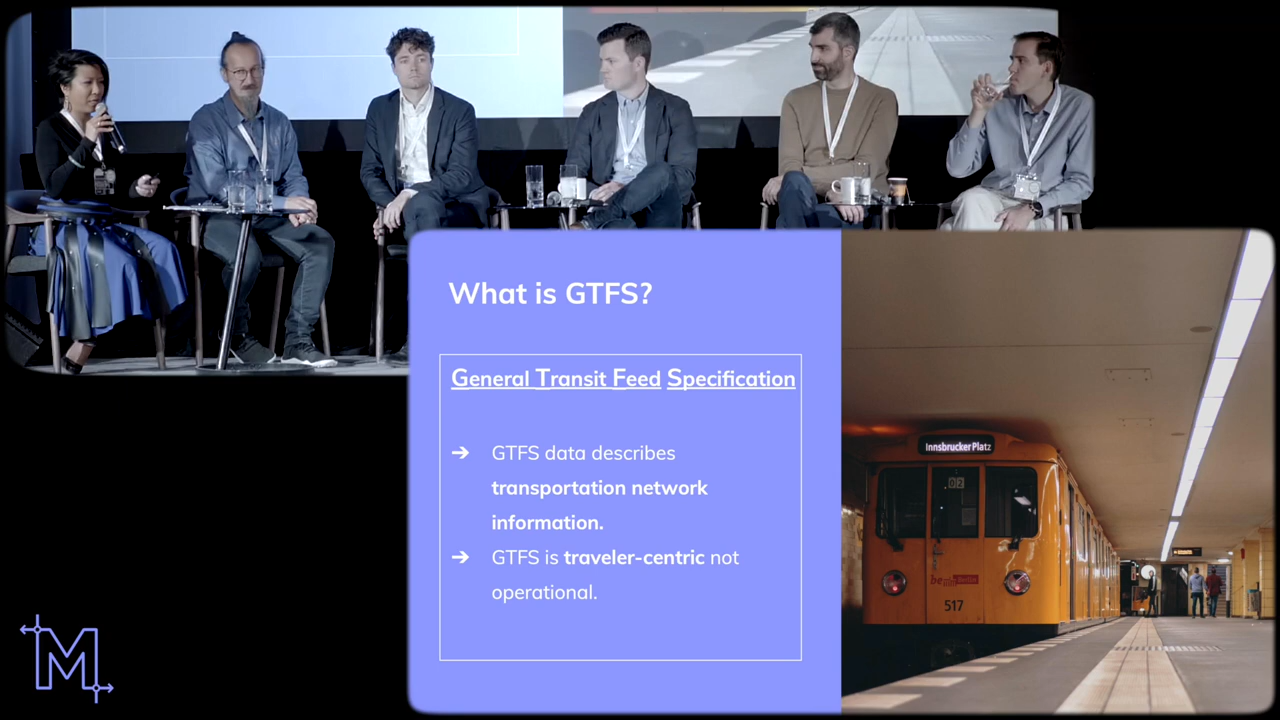 What is GTFS?
General Transit Feed Specification
➔ GTFS data describes
transportation network
information.
➔ GTFS is traveler-centric not
operational.
Innsbrucker Platz
02
517
M